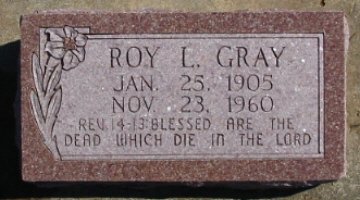 ROY L. GRAY
JAN. 25, 1905
NOV. 23, 1960
REV. 14-13 BLESSED ARE THE
DEAD WHICH DIE IN THE LORD